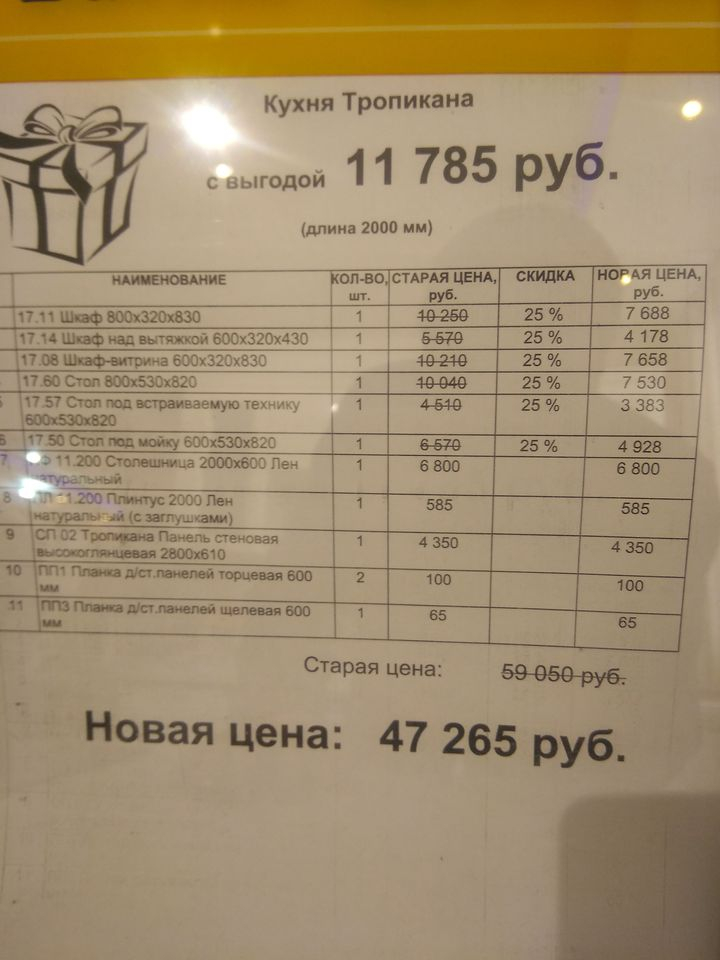 Кухня Тропикана
с выгодой 11 785 руб.
(длина 2000 мм)
НАИМЕНОВАНИЕ КОЛ-ВО, шт. СТАРАЯ ЦЕНА, руб. СКИДКА НОВАЯ ЦЕНА, руб.
17.11 Шкаф 800х320х830 1 10 250 25 % 7 688
17.14 Шкаф над вытяжкой 600х320х430 1 5 570 25 % 4 178
17.08 Шкаф-витрина 600х320х830 1 10 210 25 % 7 658
17.60 Стол 800х530х820 1 10 040 25 % 7 530
17.57 Стол под встраиваемую технику 1 4 510 25 % 3 383
600х530х820
6 17.50 Стол под мойку 600х530х820 1 6 570 25 % 4 928
7 11.200 Столешница 2000х600 Лен 1 6 800 6 800
натуральный
8 11.200 Плинтус 2000 Лен 1 585 585
натуральный (с заглушками)
9 СП 02 Тропикана Панель стеновая 1 4 350 4 350
высокоглянцевая 2800х610
10 ПП1 Планка д/ст.панелей торцевая 600 2 100 100
мм
11 ПП3 Планка д/ст.панелей щелевая 600 1 65 65
мм
Старая цена: 59 050 руб.
Новая цена: 47 265 руб.